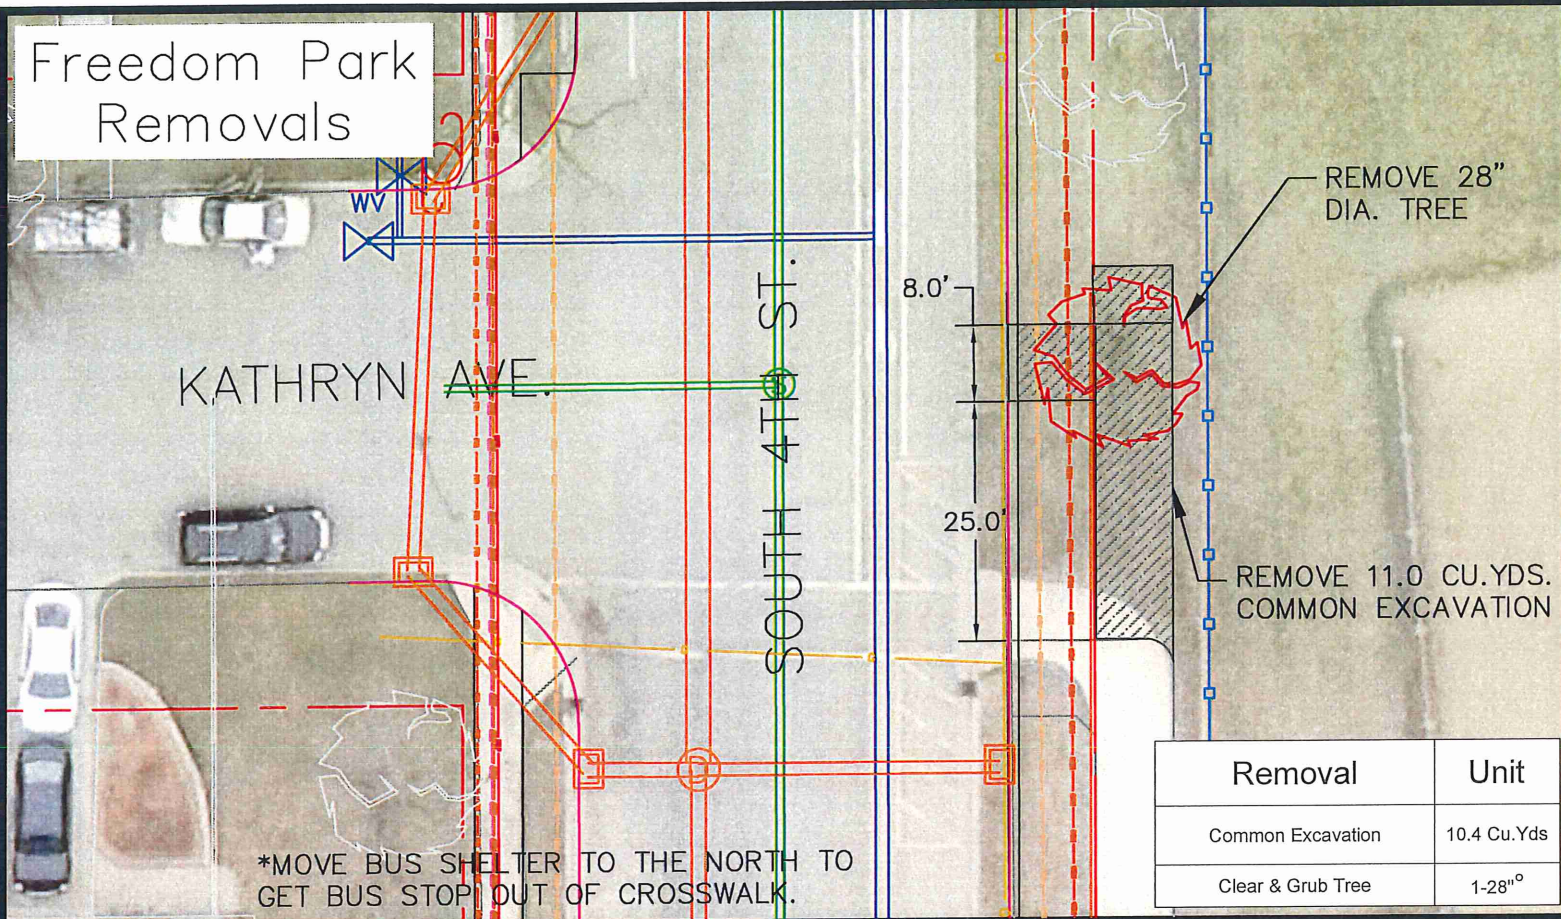 Freedom Park
Removals
WV
REMOVE 28"
DIA. TREE
8.0'
KATHRYN AVE.
SOUTH 4TH ST.
S
25.0'
REMOVE 11.0 CU.YDS.
COMMON EXCAVATION
D
*MOVE BUS SHELTER TO THE NORTH TO
GET BUS STOP OUT OF CROSSWALK.
Removal Unit
Common Excavation 10.4 Cu.Yds
Clear & Grub Tree 1-28"°